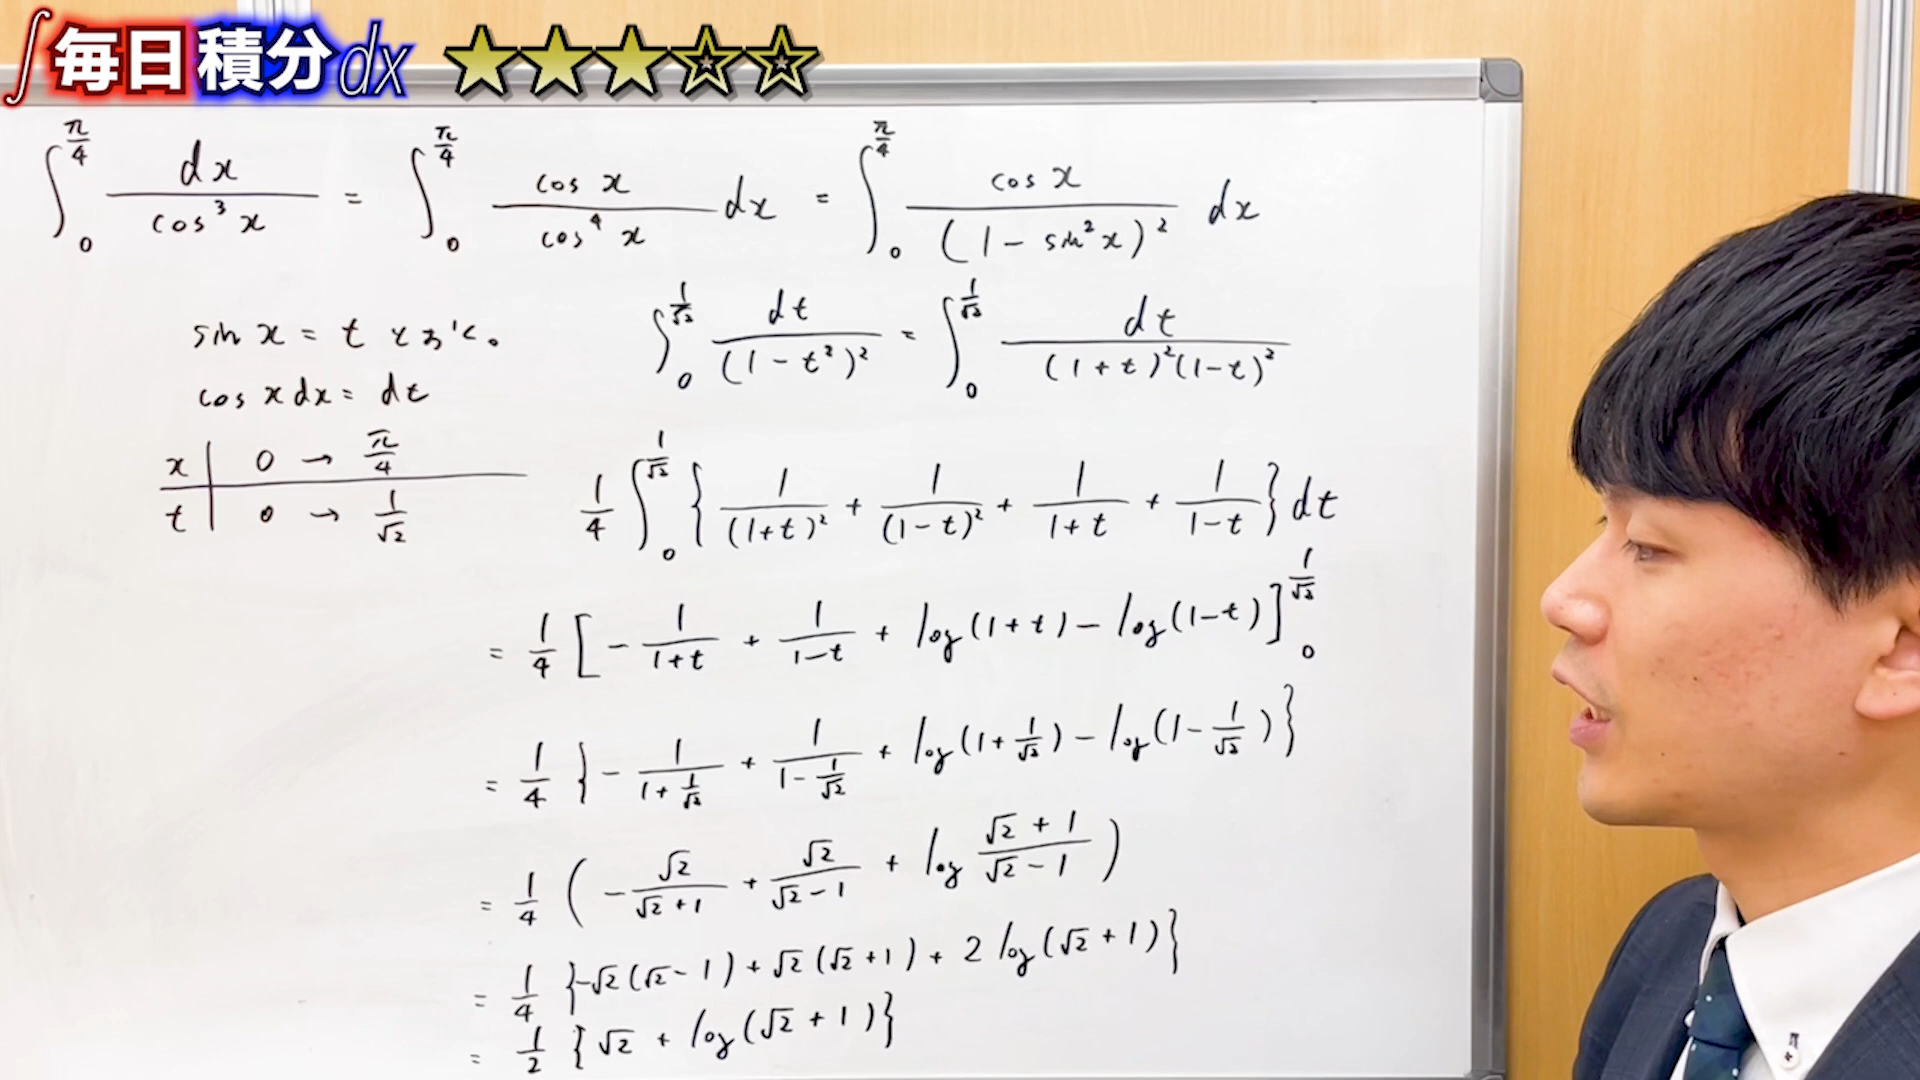 ∫毎日積分dx ★★★☆☆
∫_0^{π/4} dx/cos³x = ∫_0^{π/4} cos x/cos⁴x dx = ∫_0^{π/4} cos x/(1-sin²x)² dx
sin x = t とおく。
cos x dx = dt
x | 0 → π/4
t | 0 → 1/√2
∫_0^{1/√2} dt/(1-t²)² = ∫_0^{1/√2} dt/((1+t)²(1-t)²)
1/4 ∫_0^{1/√2} {1/(1+t)² + 1/(1-t)² + 1/(1+t) + 1/(1-t)} dt
= 1/4 [-1/(1+t) + 1/(1-t) + log(1+t) - log(1-t)]_0^{1/√2}
= 1/4 {-1/(1+1/√2) + 1/(1-1/√2) + log(1+1/√2) - log(1-1/√2)}
= 1/4 (-√2/(√2+1) + √2/(√2-1) + log (√2+1)/(√2-1))
= 1/4 {-√2(√2-1) + √2(√2+1) + 2 log(√2+1)}
= 1/2 {√2 + log(√2+1)}